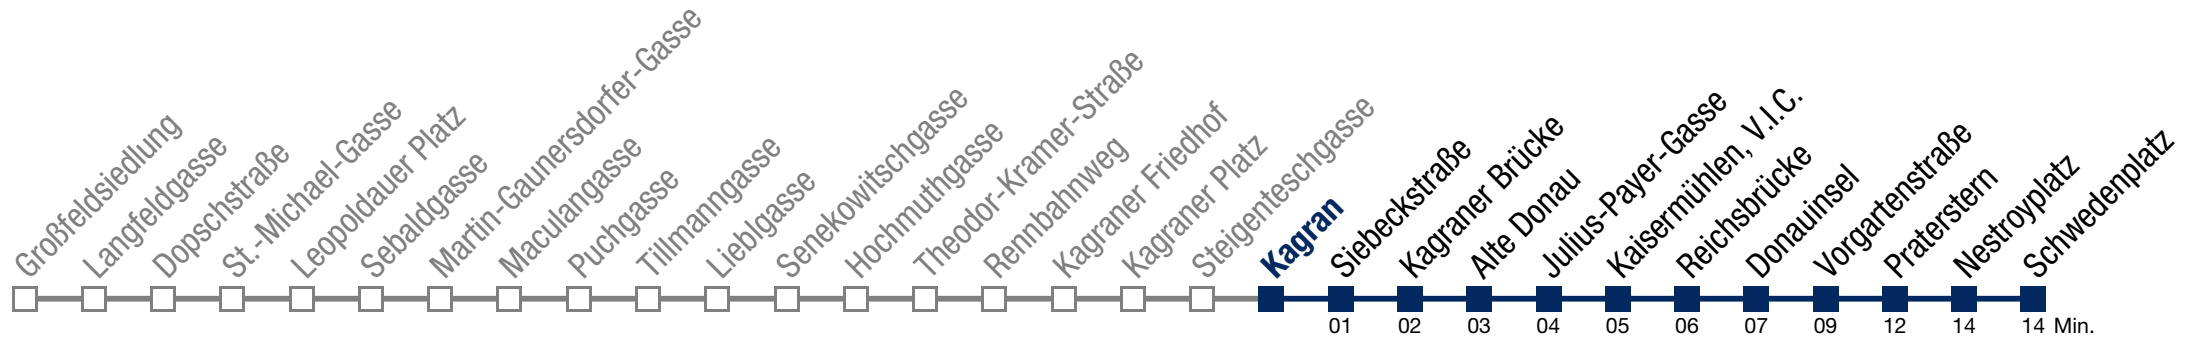 Großfeldsiedlung
Langfeldgasse
Dopschstraße
St.-Michael-Gasse
Leopoldauer Platz
Sebaldgasse
Martin-Gaunersdorfer-Gasse
Maculangasse
Puchgasse
Tillmanngasse
Lieblgasse
Senekowitschgasse
Hochmuthgasse
Theodor-Kramer-Straße
Rennbahnweg
Kagraner Friedhof
Kagraner Platz
Steigenteschgasse
Kagran
Siebeckstraße
Kagraner Brücke
Alte Donau
Julius-Payer-Gasse
Kaisermühlen, V.I.C.
Reichsbrücke
Donauinsel
Vorgartenstraße
Praterstern
Nestroyplatz
Schwedenplatz
01 02 03 04 05 06 07 09 12 14 14 Min.